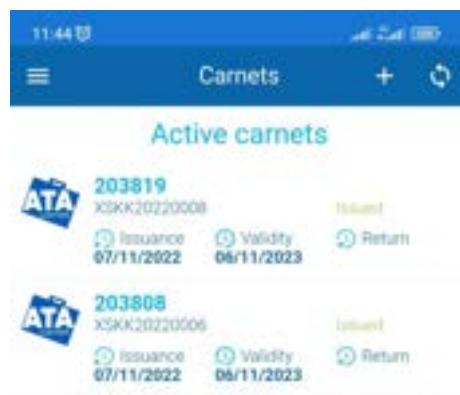 11:44
Carnets
Active carnets
ATA
203819
XSKK20220008
Issued
Issuance Validity Return
07/11/2022 06/11/2023
ATA
203808
XSKK20220006
Issued
Issuance Validity Return
07/11/2022 06/11/2023